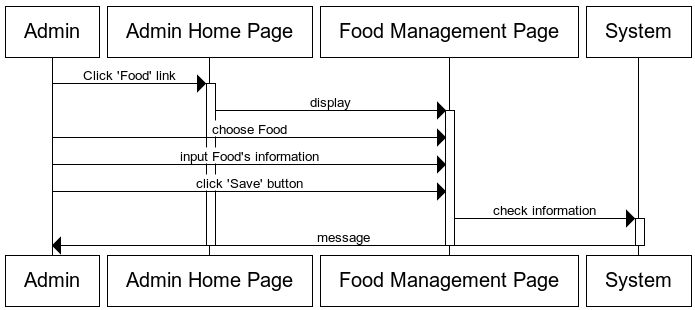 Admin
Admin Home Page
Food Management Page
System
Click 'Food' link
display
choose Food
input Food's information
click 'Save' button
check information
message
Admin
Admin Home Page
Food Management Page
System